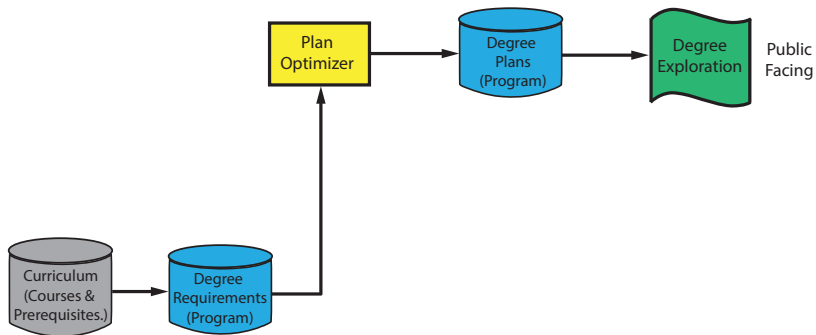 Plan
Optimizer
Degree
Plans
(Program)
Degree
Exploration
Public
Facing
Curriculum
(Courses &
Prerequisites.)
Degree
Requirements
(Program)